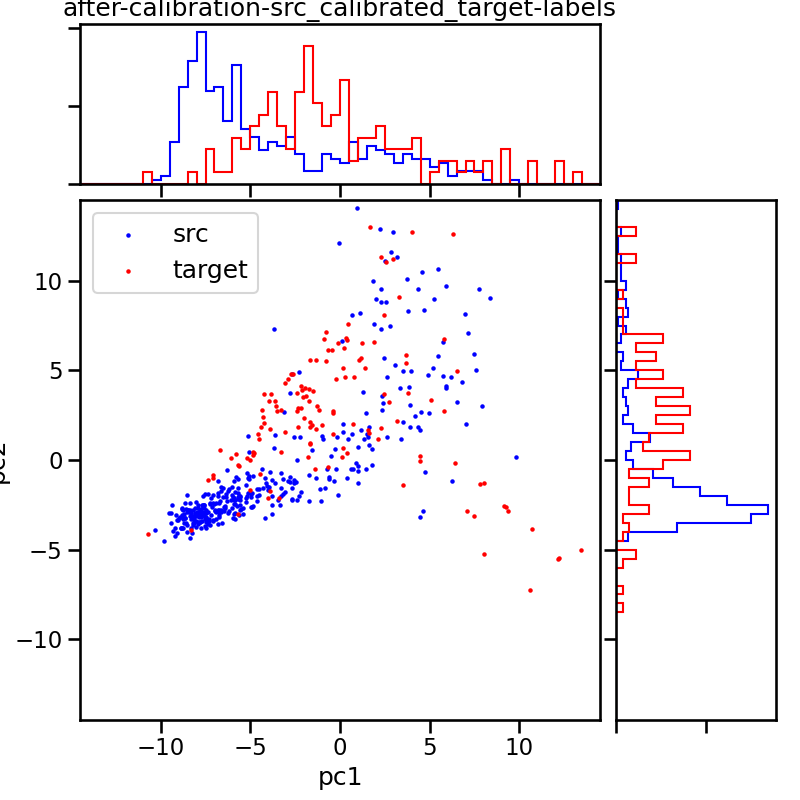 after-calibration-src_calibrated_target-labels
src
target
10
5
0
−5
−10
pc2
−10
−5
0
5
10
pc1